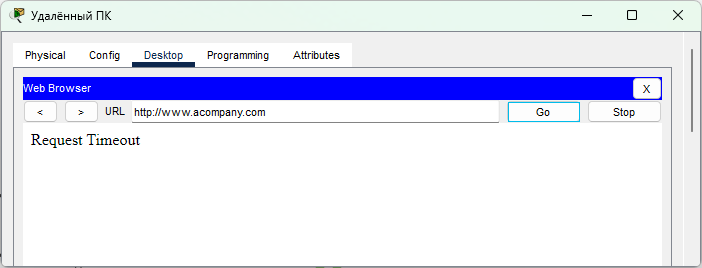 Удалённый ПК
Physical Config Desktop Programming Attributes
Web Browser X
< > URL http://www.acompany.com Go Stop
Request Timeout